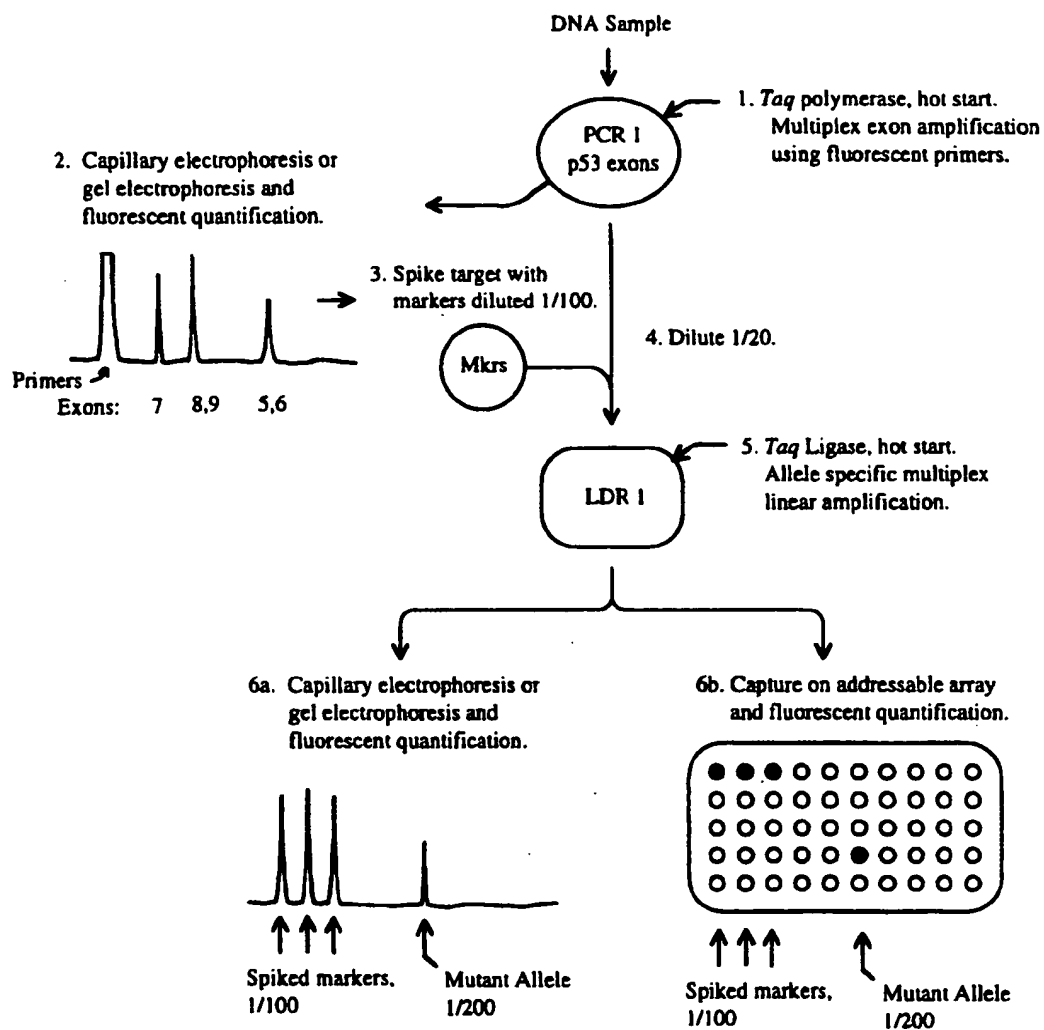 DNA Sample
PCR 1
p53 exons
1. Taq polymerase, hot start.
Multiplex exon amplification
using fluorescent primers.
2. Capillary electrophoresis or
gel electrophoresis and
fluorescent quantification.
3. Spike target with
markers diluted 1/100.
Mkrs
4. Dilute 1/20.
Primers
Exons: 7 8,9 5,6
5. Taq Ligase, hot start.
Allele specific multiplex
linear amplification.
LDR 1
6a. Capillary electrophoresis or
gel electrophoresis and
fluorescent quantification.
Spiked markers,
1/100
Mutant Allele
1/200
6b. Capture on addressable array
and fluorescent quantification.
Spiked markers,
1/100
Mutant Allele
1/200